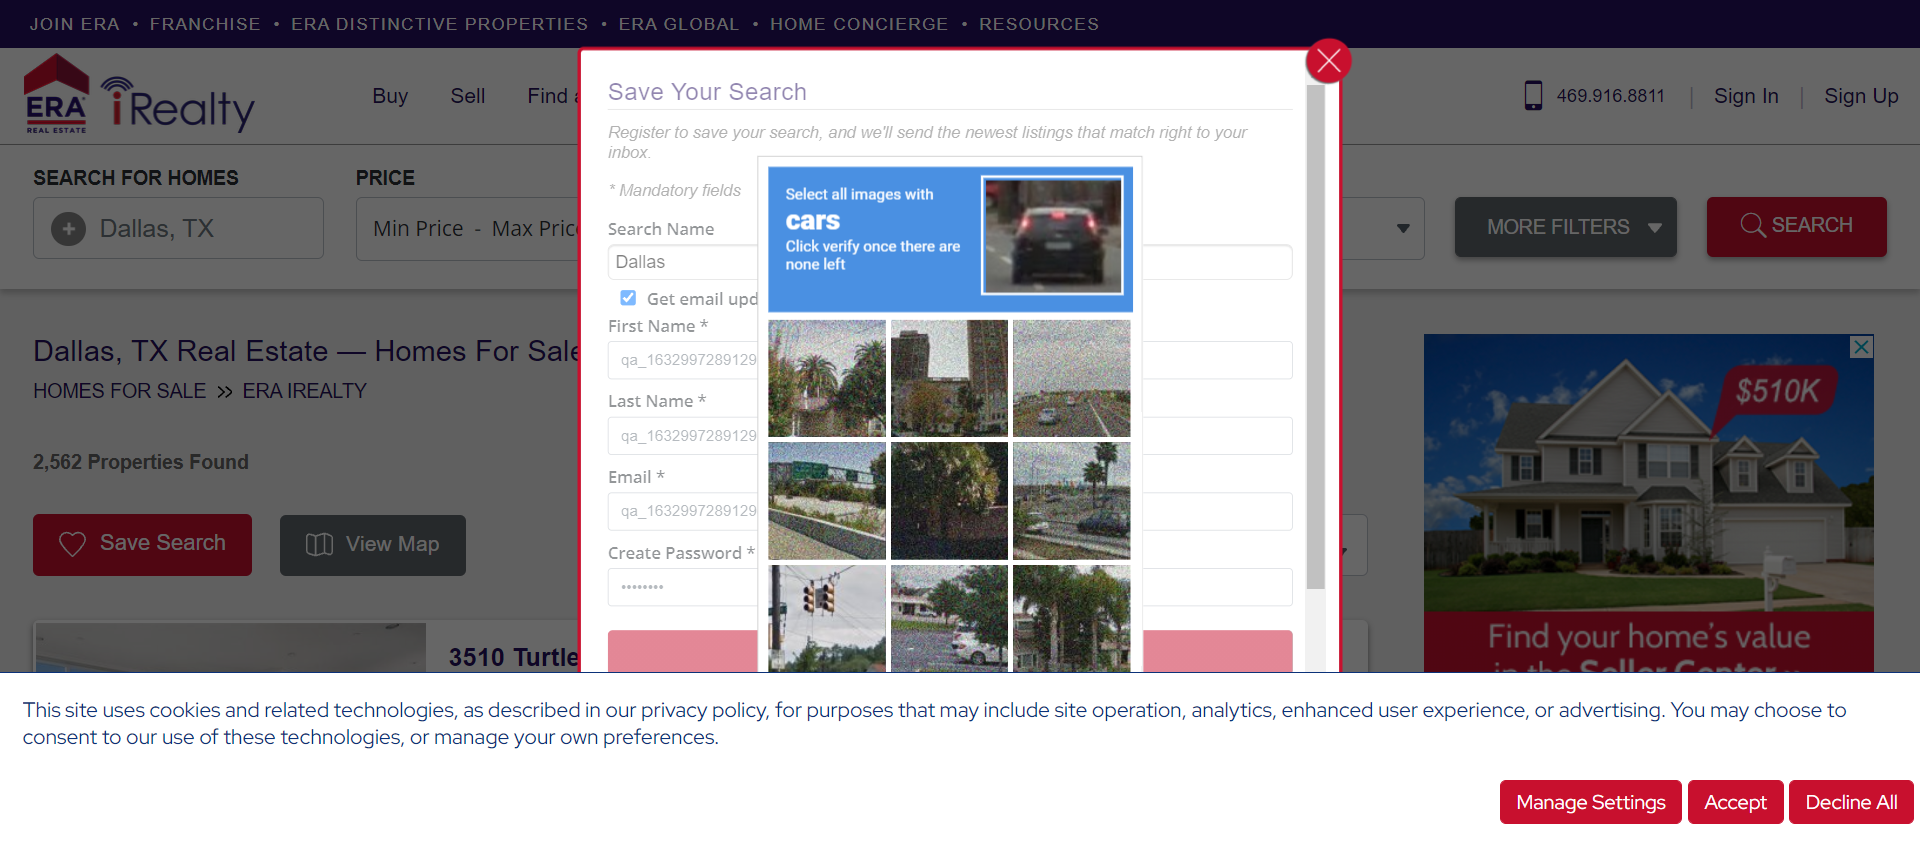 JOIN ERA • FRANCHISE • ERA DISTINCTIVE PROPERTIES • ERA GLOBAL • HOME CONCIERGE • RESOURCES
ERA
REAL ESTATE
iRealty
Buy
Sell
Find a
469.916.8811
Sign In
Sign Up
SEARCH FOR HOMES
Dallas, TX
PRICE
Min Price - Max Pric
MORE FILTERS
SEARCH
Dallas, TX Real Estate — Homes For Sale
HOMES FOR SALE » ERA IREALTY
2,562 Properties Found
Save Search
View Map
3510 Turtle
Save Your Search
Register to save your search, and we'll send the newest listings that match right to your
inbox.
* Mandatory fields
Search Name
Dallas
Get email upd
First Name *
qa_1632997289129
Last Name *
qa_1632997289129
Email *
qa_1632997289129
Create Password *
••••••••
Select all images with
cars
Click verify once there are
none left
$510K
Find your home's value
in the Seller Center
This site uses cookies and related technologies, as described in our privacy policy, for purposes that may include site operation, analytics, enhanced user experience, or advertising. You may choose to
consent to our use of these technologies, or manage your own preferences.
Manage Settings
Accept
Decline All